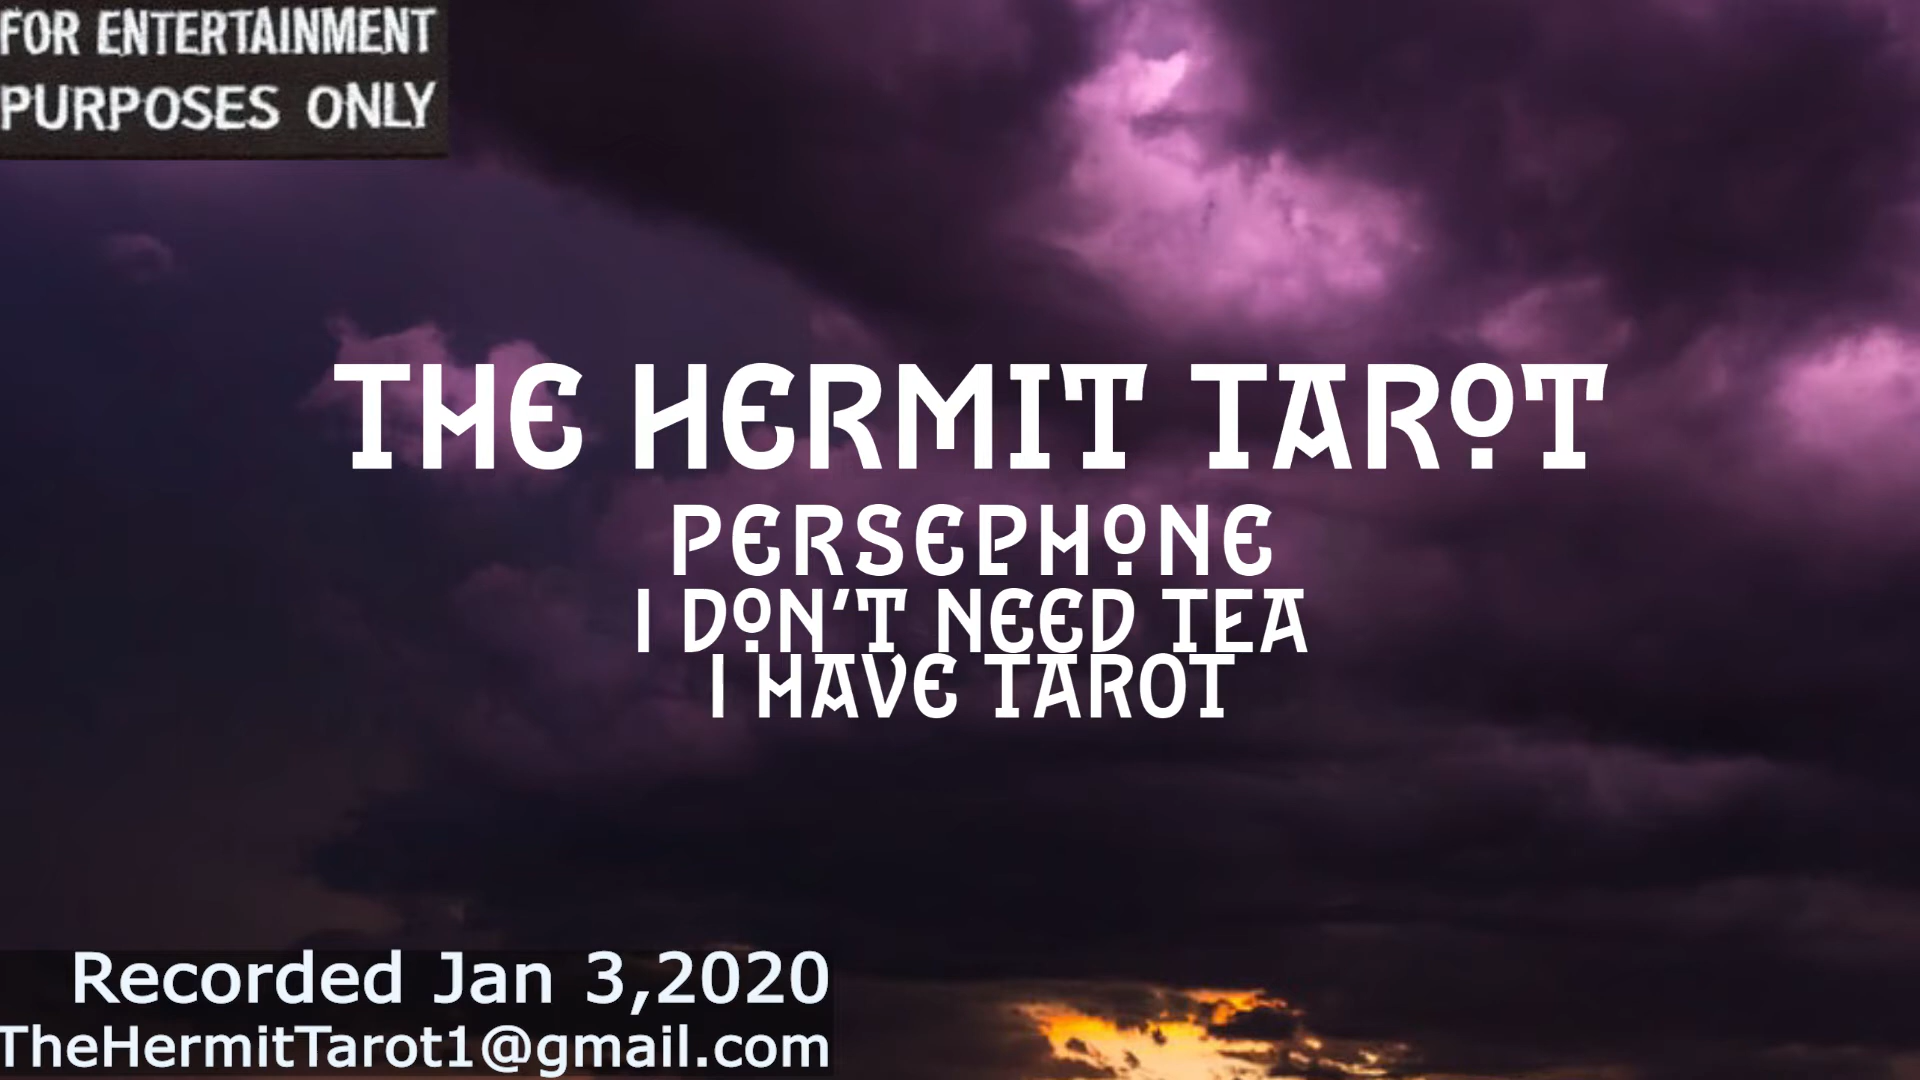 FOR ENTERTAINMENT
PURPOSES ONLY
THE HERMIT TAROT
PERSEPHONE
I DON'T NEED TEA
I HAVE TAROT
Recorded Jan 3,2020
TheHermitTarot1@gmail.com